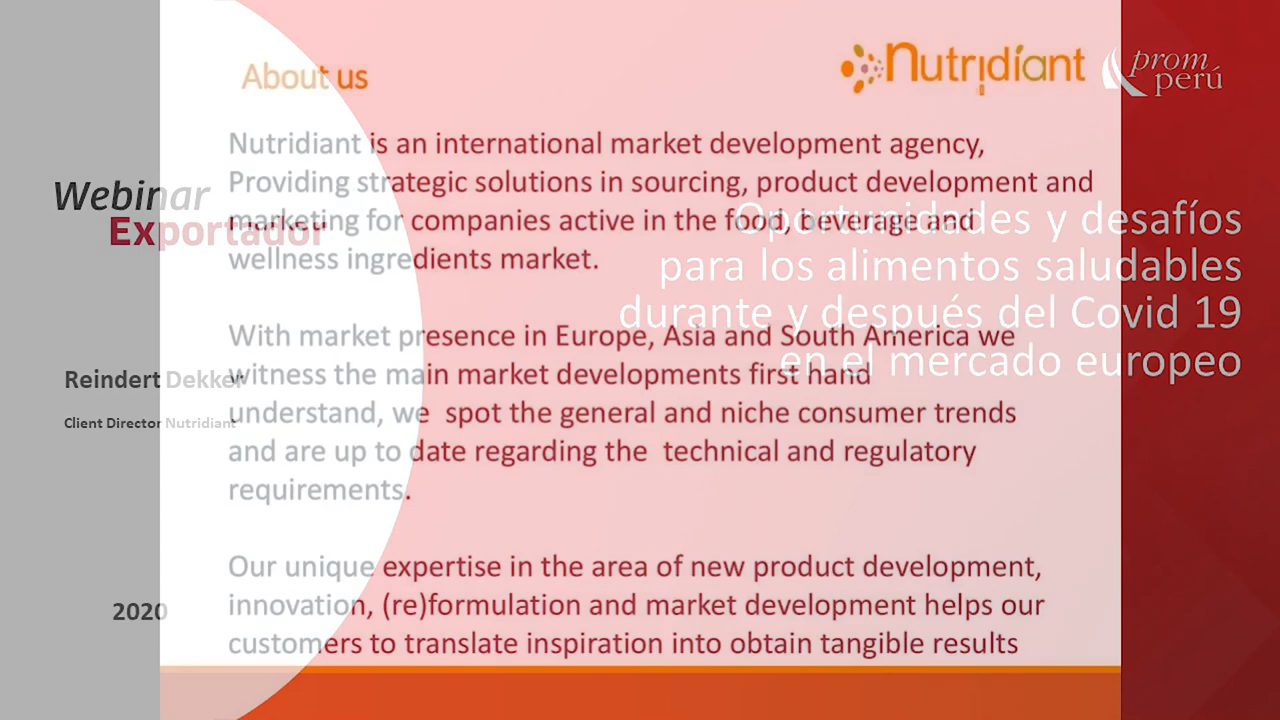 About us
nutridiant
prom
perú
Nutridiant is an international market development agency,
Providing strategic solutions in sourcing, product development and
marketing for companies active in the food, beverage and
wellness ingredients market.
With market presence in Europe, Asia and South America we
witness the main market developments first hand
understand, we spot the general and niche consumer trends
and are up to date regarding the technical and regulatory
requirements.
Our unique expertise in the area of new product development,
innovation, (re)formulation and market development helps our
customers to translate inspiration into obtain tangible results
Webinar
Exportador
Oportunidades y desafíos
para los alimentos saludables
durante y después del Covid 19
en el mercado europeo
Reindert Dekker
Client Director Nutridiant
2020